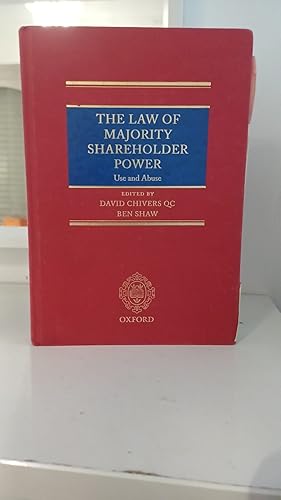 THE LAW OF
MAJORITY
SHAREHOLDER
POWER
Use and Abuse
EDITED BY
DAVID CHIVERS QC
BEN SHAW
OXFORD